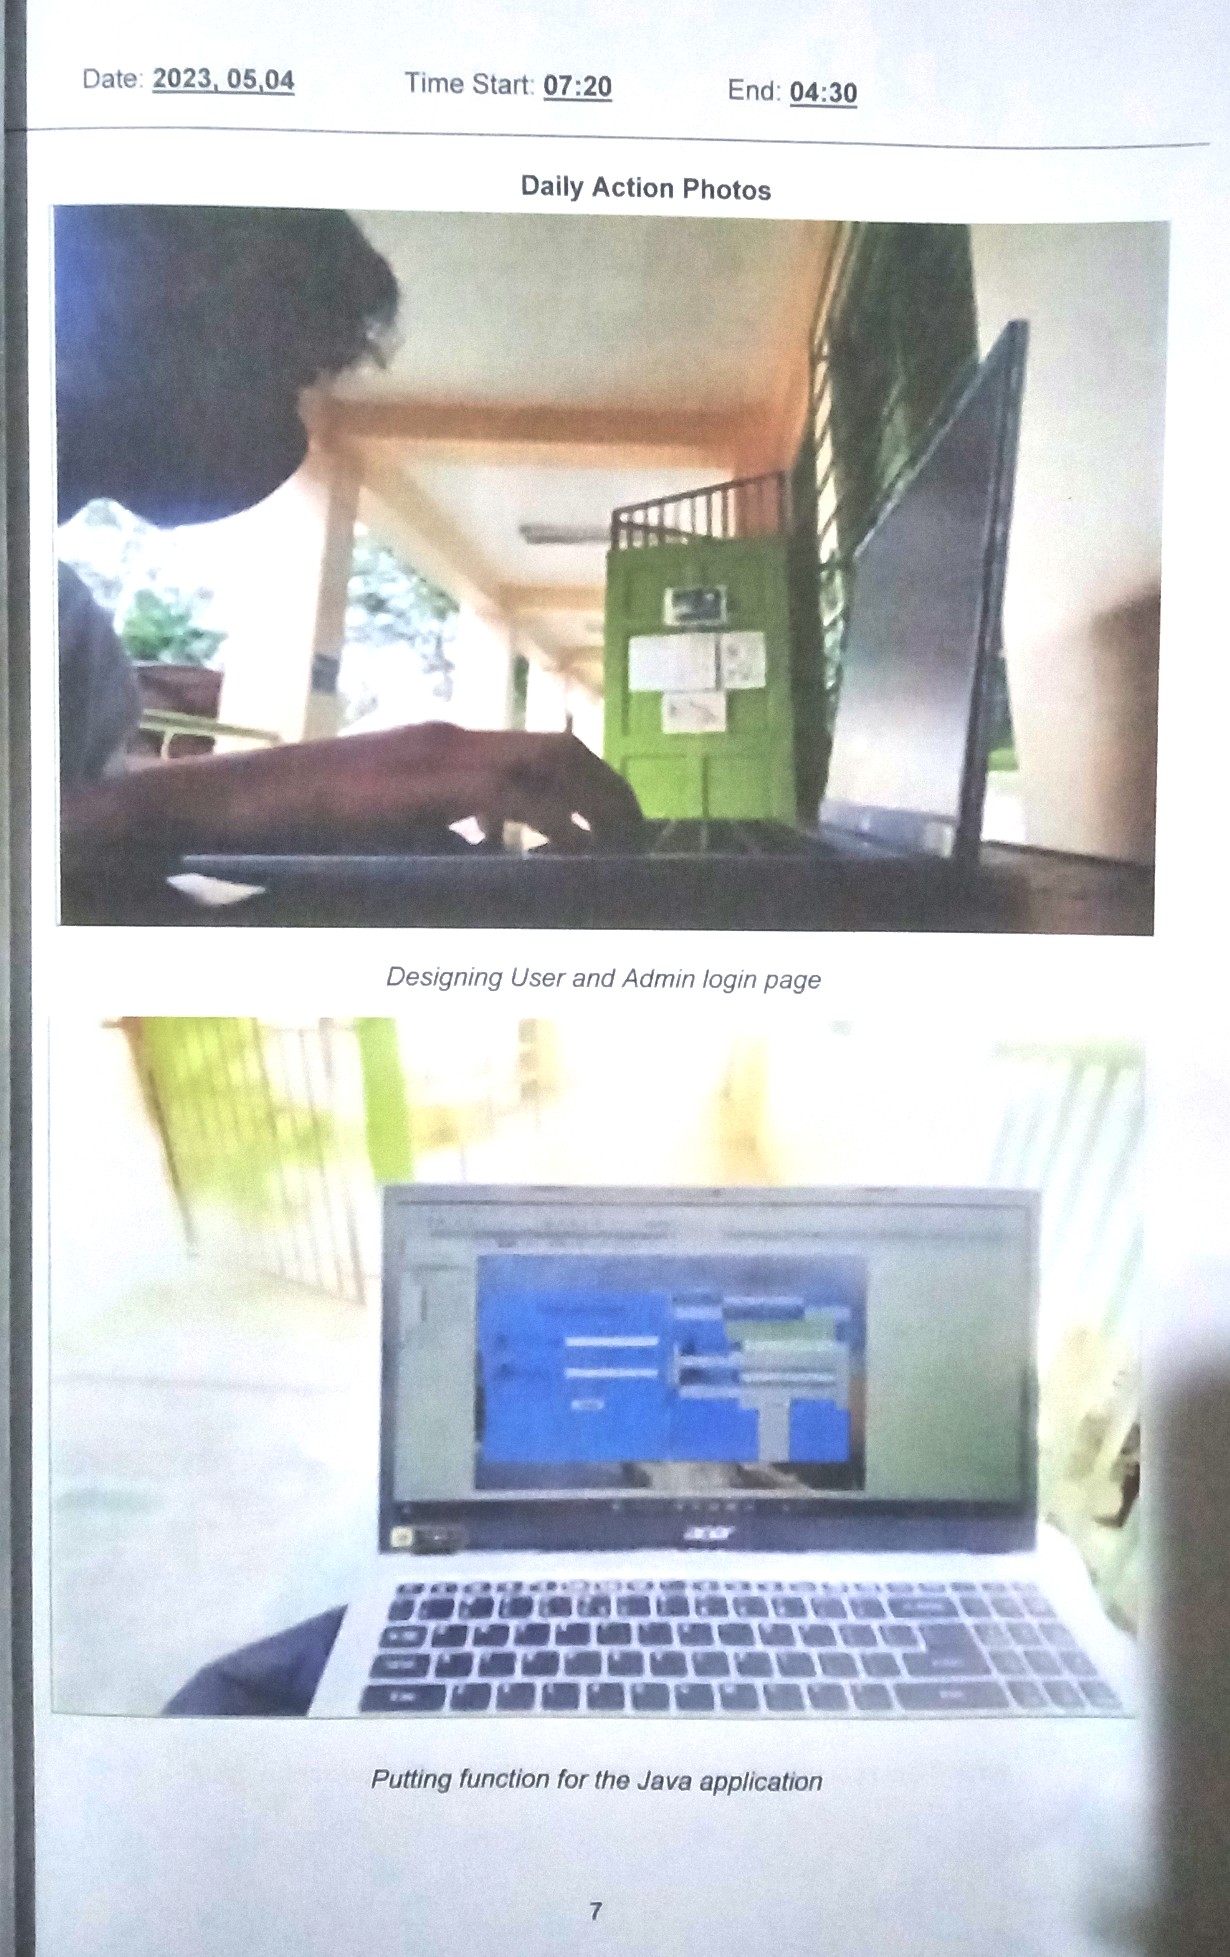 Date: 2023, 05,04 Time Start: 07:20 End: 04:30
Daily Action Photos
Designing User and Admin login page
acer
Putting function for the Java application
7